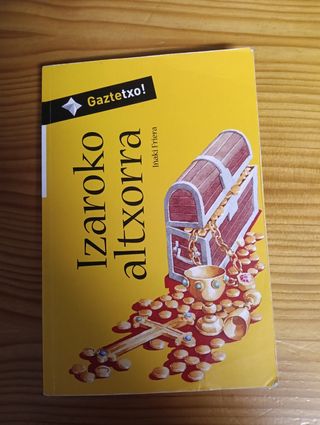 Gaztetxo!
Izaroko
altxorra
Iñaki Friera